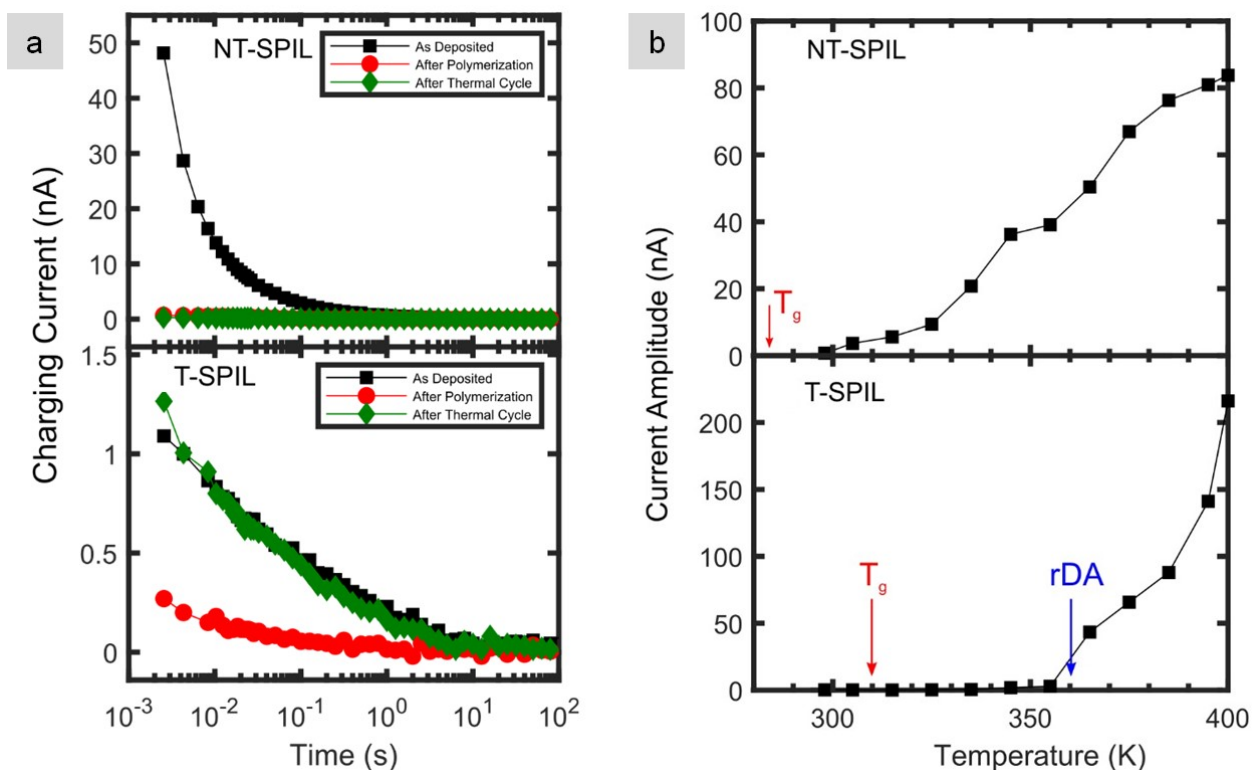 a
NT-SPIL
As Deposited
After Polymerization
After Thermal Cycle
50
40
30
20
10
0
Charging Current (nA)
T-SPIL
As Deposited
After Polymerization
After Thermal Cycle
1.5
1
0.5
0
10-3 10-2 10-1 100 101 102
Time (s)
b
NT-SPIL
100
80
60
40
20
0
Tg
Current Amplitude (nA)
T-SPIL
200
150
100
50
0
Tg
rDA
300 350 400
Temperature (K)